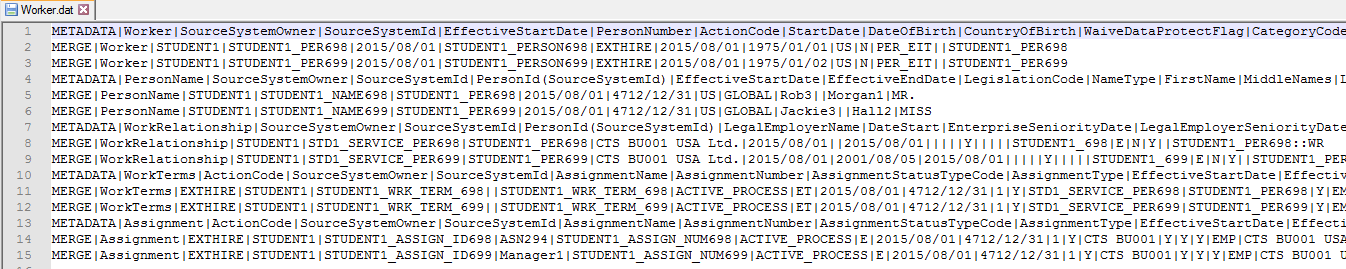 Worker.dat
1 METADATA|Worker|SourceSystemOwner|SourceSystemId|EffectiveStartDate|PersonNumber|ActionCode|StartDate|DateOfBirth|CountryOfBirth|WaiveDataProtectFlag|CategoryCode
2 MERGE|Worker|STUDENT1|STUDENT1_PER698|2015/08/01|STUDENT1_PERSON698|EXTHIRE|2015/08/01|1975/01/01|US|N|PER_EIT||STUDENT1_PER698
3 MERGE|Worker|STUDENT1|STUDENT1_PER699|2015/08/01|STUDENT1_PERSON699|EXTHIRE|2015/08/01|1975/01/02|US|N|PER_EIT||STUDENT1_PER699
4 METADATA|PersonName|SourceSystemOwner|SourceSystemId|PersonId(SourceSystemId)|EffectiveStartDate|EffectiveEndDate|LegislationCode|NameType|FirstName|MiddleNames|L
5 MERGE|PersonName|STUDENT1|STUDENT1_NAME698|STUDENT1_PER698|2015/08/01|4712/12/31|US|GLOBAL|Rob3||Morgan1|MR.
6 MERGE|PersonName|STUDENT1|STUDENT1_NAME699|STUDENT1_PER699|2015/08/01|4712/12/31|US|GLOBAL|Jackie3||Hall2|MISS
7 METADATA|WorkRelationship|SourceSystemOwner|SourceSystemId|PersonId(SourceSystemId)|LegalEmployerName|DateStart|EnterpriseSeniorityDate|LegalEmployerSeniorityDate
8 MERGE|WorkRelationship|STUDENT1|STD1_SERVICE_PER698|STUDENT1_PER698|CTS BU001 USA Ltd.|2015/08/01||2015/08/01|||||Y|||||STUDENT1_698|E|N|Y||STUDENT1_PER698::WR
9 MERGE|WorkRelationship|STUDENT1|STD1_SERVICE_PER699|STUDENT1_PER699|CTS BU001 USA Ltd.|2015/08/01|2001/08/05|2015/08/01|||||Y|||||STUDENT1_699|E|N|Y||STUDENT1_PER
10 METADATA|WorkTerms|ActionCode|SourceSystemOwner|SourceSystemId|AssignmentName|AssignmentNumber|AssignmentStatusTypeCode|AssignmentType|EffectiveStartDate|Effectiv
11 MERGE|WorkTerms|EXTHIRE|STUDENT1|STUDENT1_WRK_TERM_698||STUDENT1_WRK_TERM_698|ACTIVE_PROCESS|ET|2015/08/01|4712/12/31|1|Y|STD1_SERVICE_PER698|STUDENT1_PER698|Y|EM
12 MERGE|WorkTerms|EXTHIRE|STUDENT1|STUDENT1_WRK_TERM_699||STUDENT1_WRK_TERM_699|ACTIVE_PROCESS|ET|2015/08/01|4712/12/31|1|Y|STD1_SERVICE_PER699|STUDENT1_PER699|Y|EM
13 METADATA|Assignment|ActionCode|SourceSystemOwner|SourceSystemId|AssignmentName|AssignmentNumber|AssignmentStatusTypeCode|AssignmentType|EffectiveStartDate|Effecti
14 MERGE|Assignment|EXTHIRE|STUDENT1|STUDENT1_ASSIGN_ID698|ASN294|STUDENT1_ASSIGN_NUM698|ACTIVE_PROCESS|E|2015/08/01|4712/12/31|1|Y|CTS BU001|Y|Y|Y|EMP|CTS BU001 USA
15 MERGE|Assignment|EXTHIRE|STUDENT1|STUDENT1_ASSIGN_ID699|Manager1|STUDENT1_ASSIGN_NUM699|ACTIVE_PROCESS|E|2015/08/01|4712/12/31|1|Y|CTS BU001|Y|Y|Y|EMP|CTS BU001 U